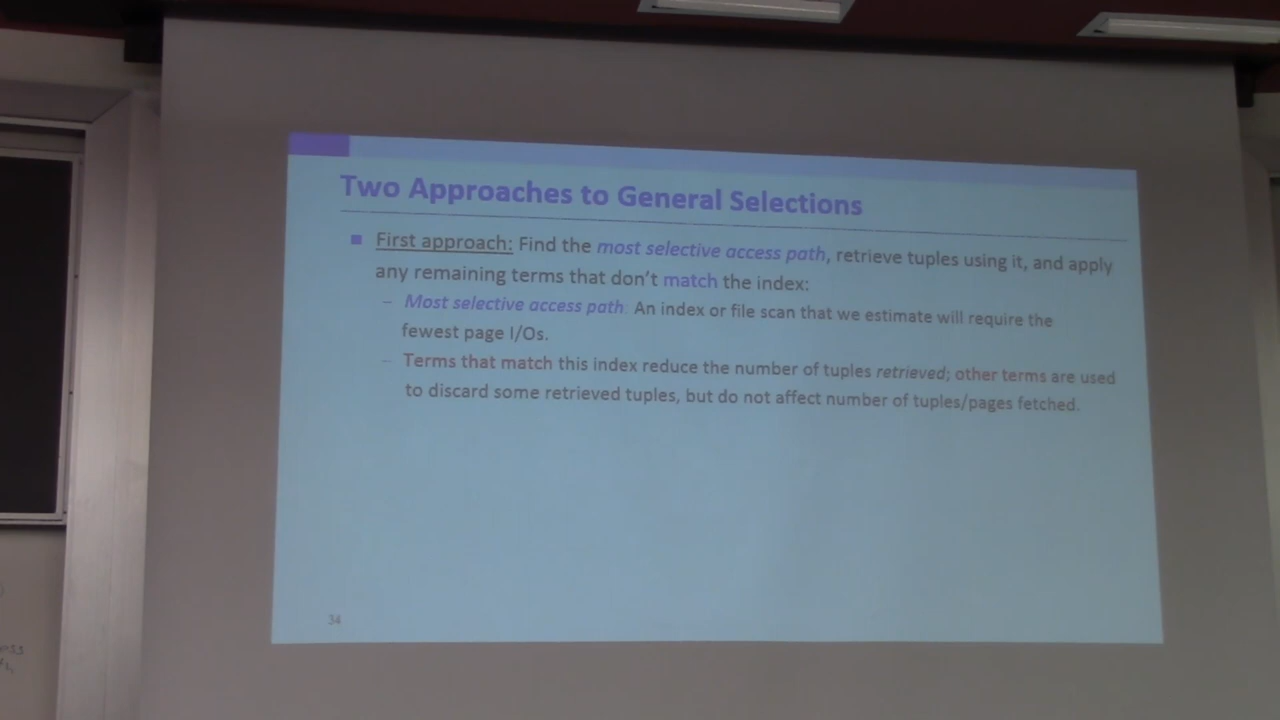 Two Approaches to General Selections
First approach: Find the most selective access path, retrieve tuples using it, and apply
any remaining terms that don't match the index:
– Most selective access path: An index or file scan that we estimate will require the
fewest page I/Os.
– Terms that match this index reduce the number of tuples retrieved; other terms are used
to discard some retrieved tuples, but do not affect number of tuples/pages fetched.
34